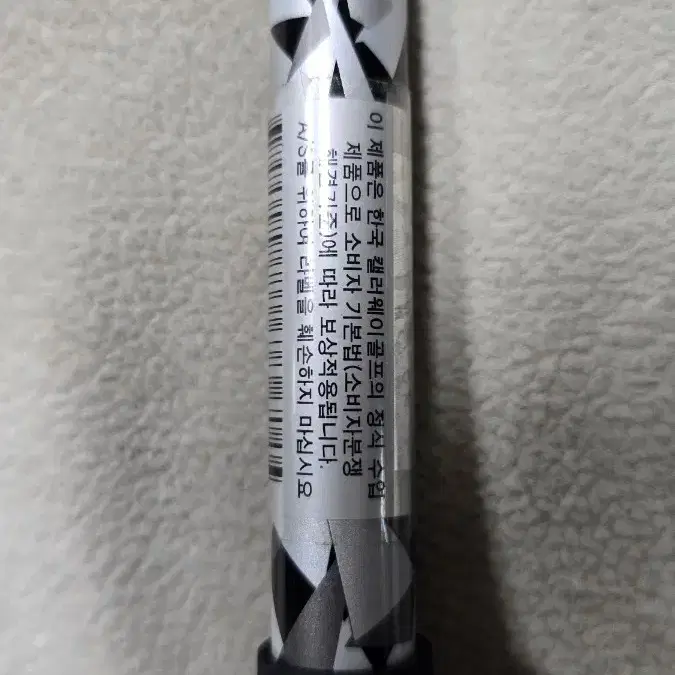 이 제품은 한국 캘러웨이골프의 정식 수입
제품으로 소비자 기본법(소비자분쟁
해결기준)에 따라 보상적용됩니다.
A/S를 위하여 라벨을 훼손하지 마십시요